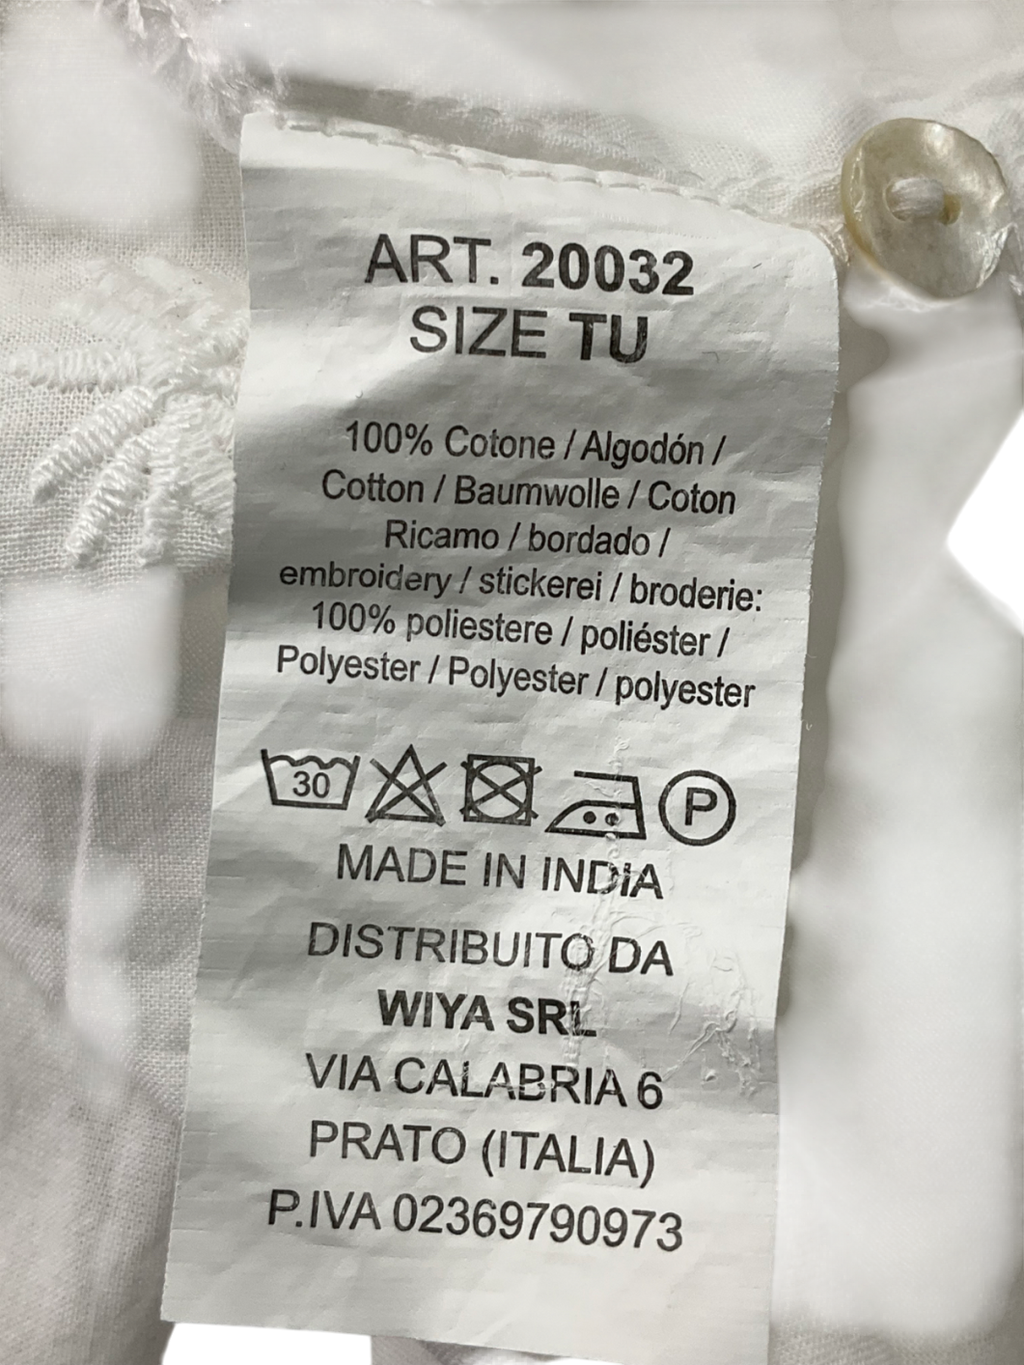 ART. 20032
SIZE TU
100% Cotone / Algodón /
Cotton / Baumwolle / Coton
Ricamo / bordado /
embroidery / stickerei / broderie:
100% poliestere / poliéster /
Polyester / Polyester / polyester
30 P
MADE IN INDIA
DISTRIBUITO DA
WIYA SRL
VIA CALABRIA 6
PRATO (ITALIA)
P.IVA 02369790973